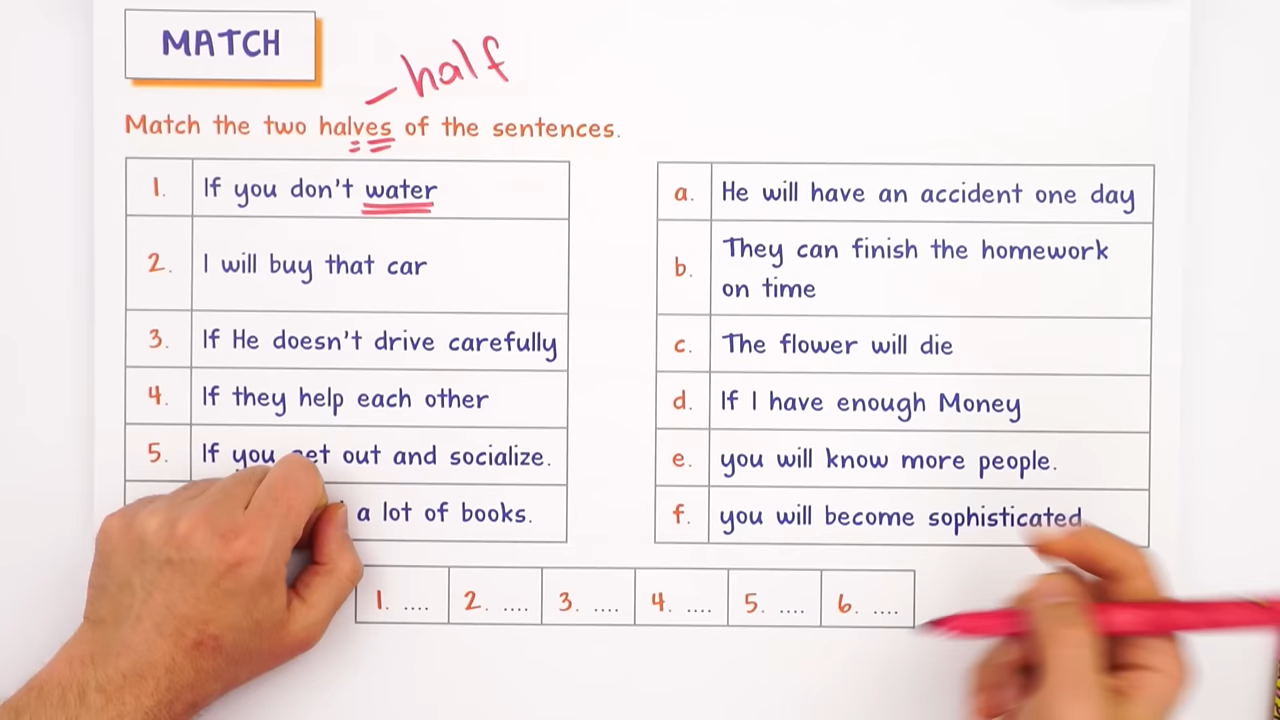 MATCH
half
Match the two halves of the sentences.
1. If you don't water
2. I will buy that car
3. If He doesn't drive carefully
4. If they help each other
5. If you get out and socialize.
a lot of books.
a. He will have an accident one day
b. They can finish the homework
on time
c. The flower will die
d. If I have enough Money
e. you will know more people.
f. you will become sophisticated
1. .... 2. .... 3. .... 4. .... 5. .... 6. ....